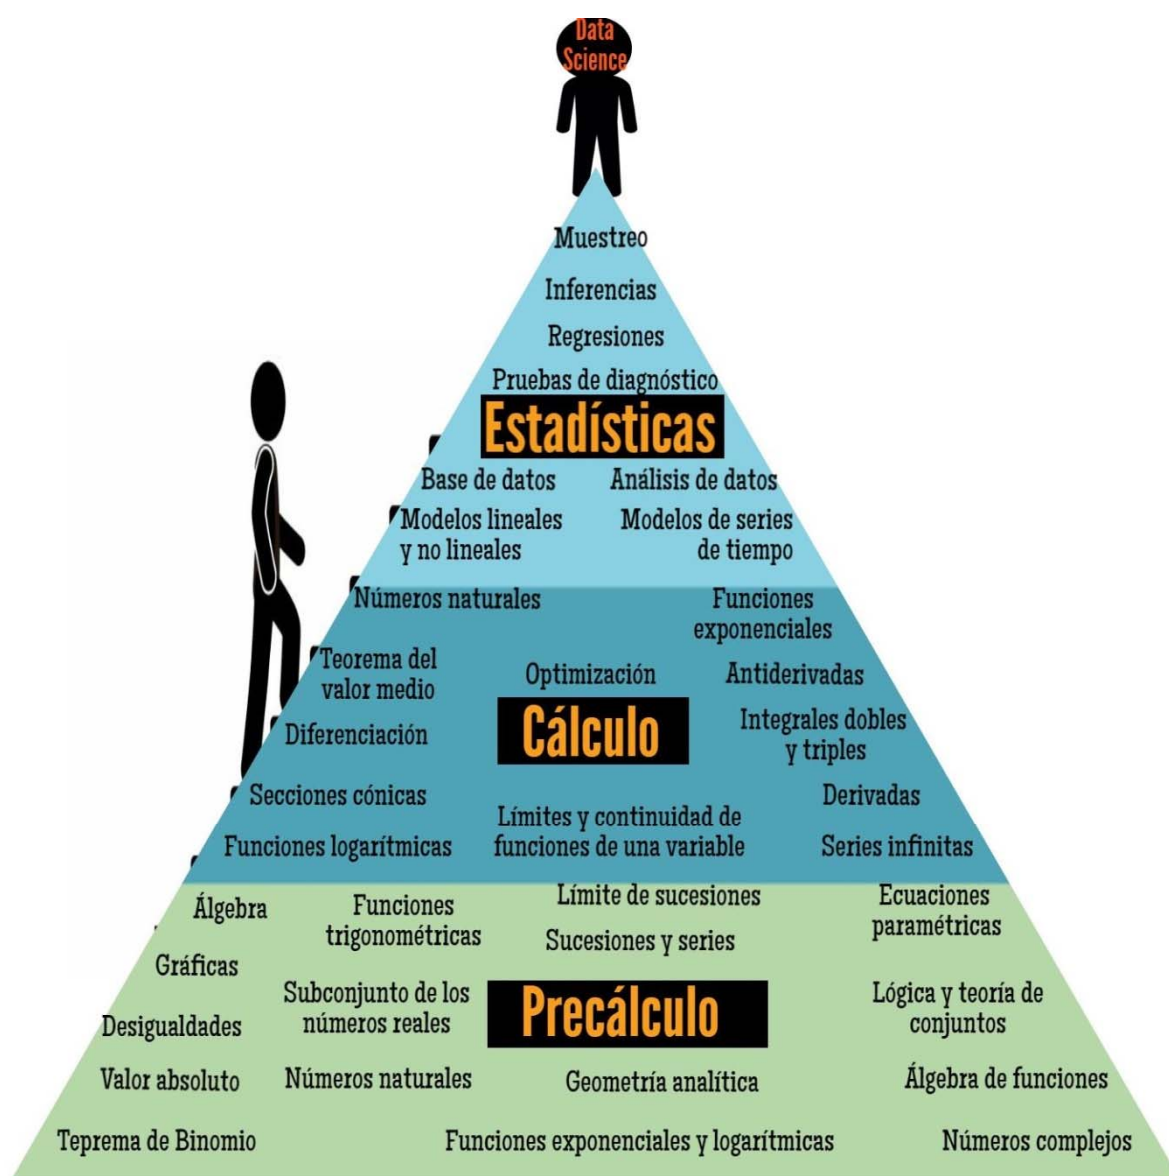 Data
Science
Muestreo
Inferencias
Regresiones
Pruebas de diagnóstico
Estadísticas
Base de datos
Análisis de datos
Modelos lineales
y no lineales
Modelos de series
de tiempo
Números naturales
Funciones
exponenciales
Teorema del
valor medio
Optimización
Antiderivadas
Diferenciación
Cálculo
Integrales dobles
y triples
Secciones cónicas
Derivadas
Funciones logarítmicas
Límites y continuidad de
funciones de una variable
Series infinitas
Álgebra
Funciones
trigonométricas
Límite de sucesiones
Ecuaciones
paramétricas
Sucesiones y series
Gráficas
Subconjunto de los
números reales
Precálculo
Lógica y teoría de
conjuntos
Desigualdades
Valor absoluto
Números naturales
Geometría analítica
Álgebra de funciones
Teprema de Binomio
Funciones exponenciales y logarítmicas
Números complejos